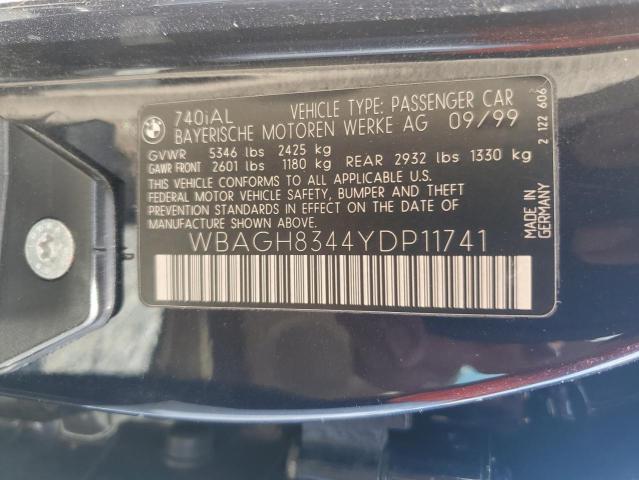 740iAL VEHICLE TYPE: PASSENGER CAR
BAYERISCHE MOTOREN WERKE AG 09/99
GVWR 5346 lbs 2425 kg
GAWR FRONT 2601 lbs 1180 kg REAR 2932 lbs 1330 kg
THIS VEHICLE CONFORMS TO ALL APPLICABLE U.S.
FEDERAL MOTOR VEHICLE SAFETY, BUMPER AND THEFT
PREVENTION STANDARDS IN EFFECT ON THE DATE OF
MANUFACTURE SHOWN ABOVE.
WBAGH8344YDP11741
2 122 606
MADE IN
GERMANY